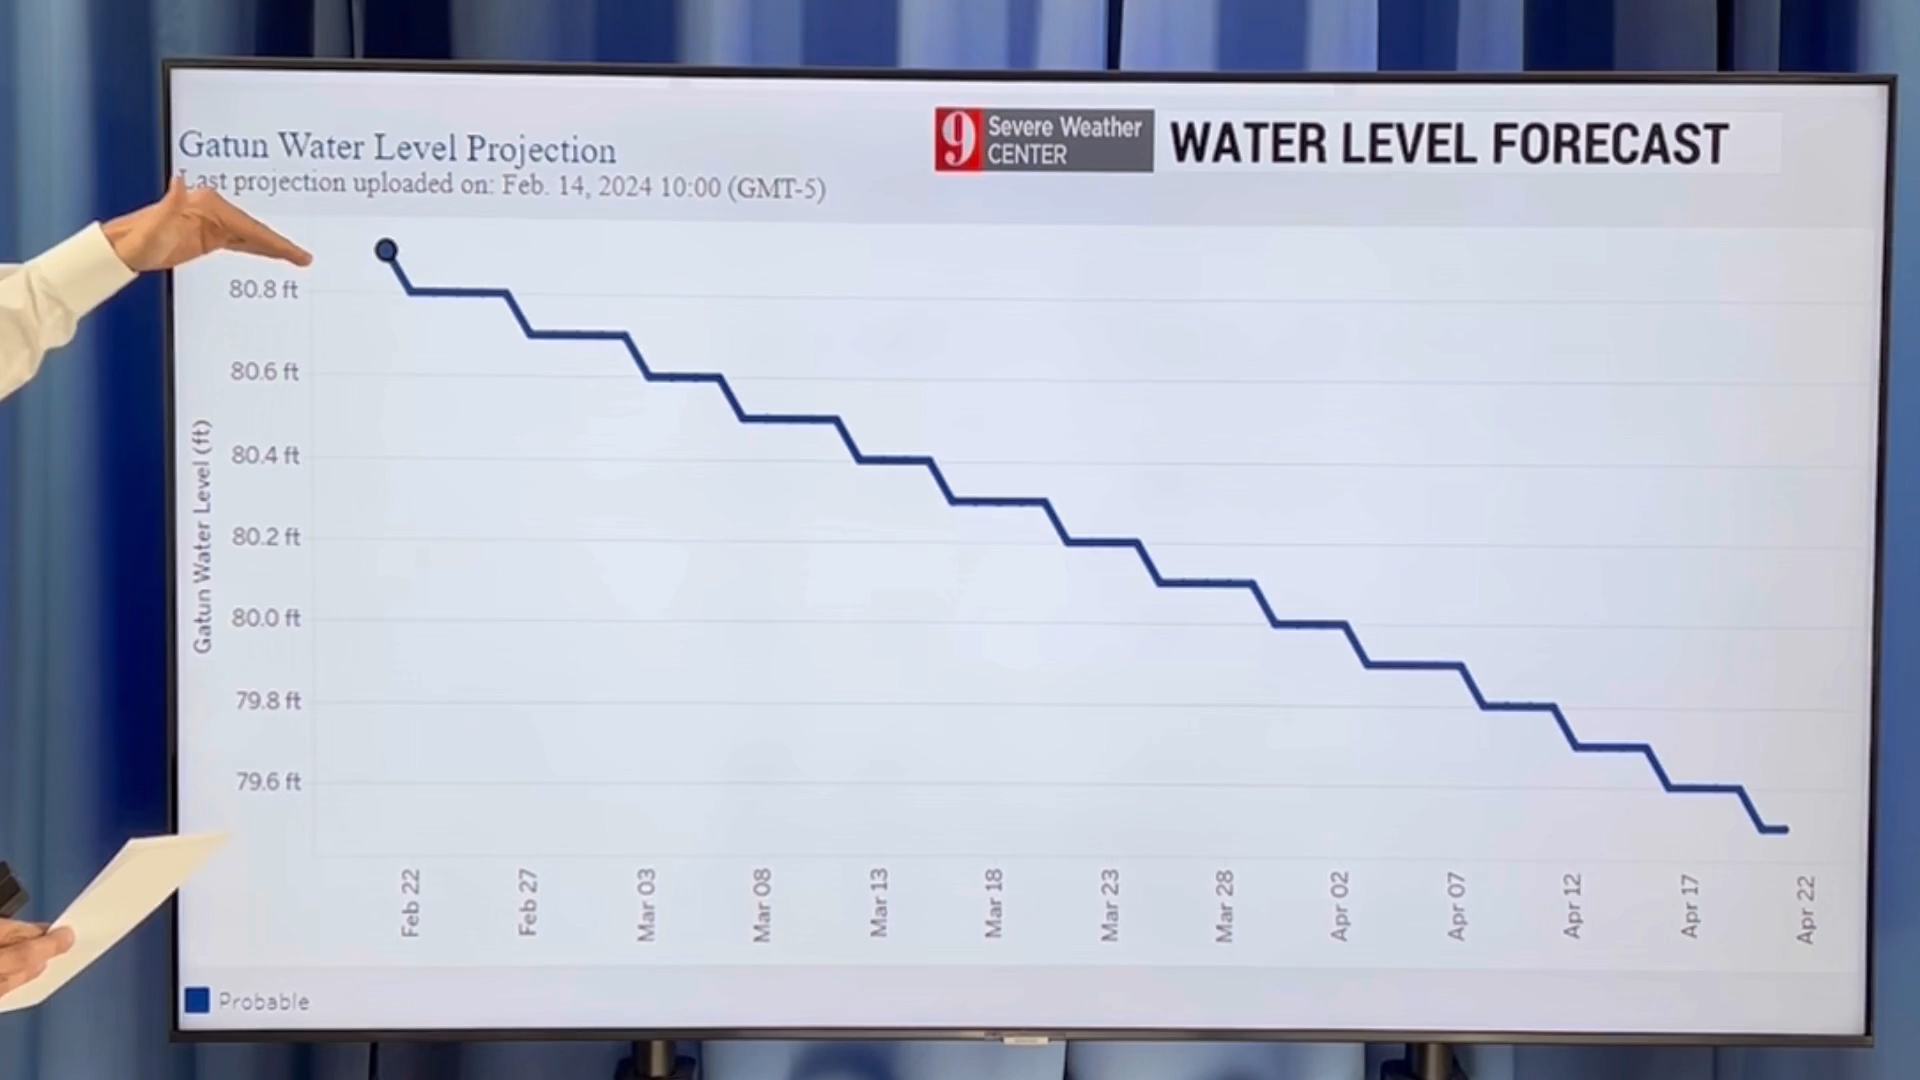 Gatun Water Level Projection
Last projection uploaded on: Feb. 14, 2024 10:00 (GMT-5)
9 Severe Weather
CENTER
WATER LEVEL FORECAST
Gatun Water Level (ft)
80.8 ft
80.6 ft
80.4 ft
80.2 ft
80.0 ft
79.8 ft
79.6 ft
Feb 22
Feb 27
Mar 03
Mar 08
Mar 13
Mar 18
Mar 23
Mar 28
Apr 02
Apr 07
Apr 12
Apr 17
Apr 22
Probable